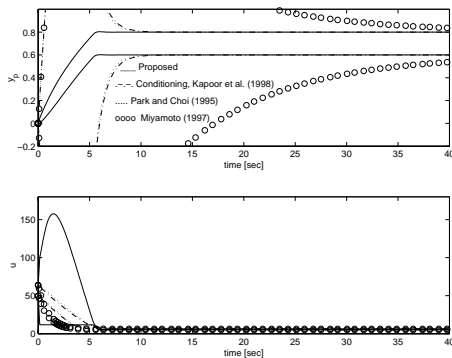 0.8
0.6
0.4
0.2
0
−0.2
y
0 5 10 15 20 25 30 35 40
time [sec]
Proposed
Conditioning, Kapoor et al. (1998)
Park and Choi (1995)
oooo Miyamoto (1997)
150
100
50
0
u
0 5 10 15 20 25 30 35 40
time [sec]